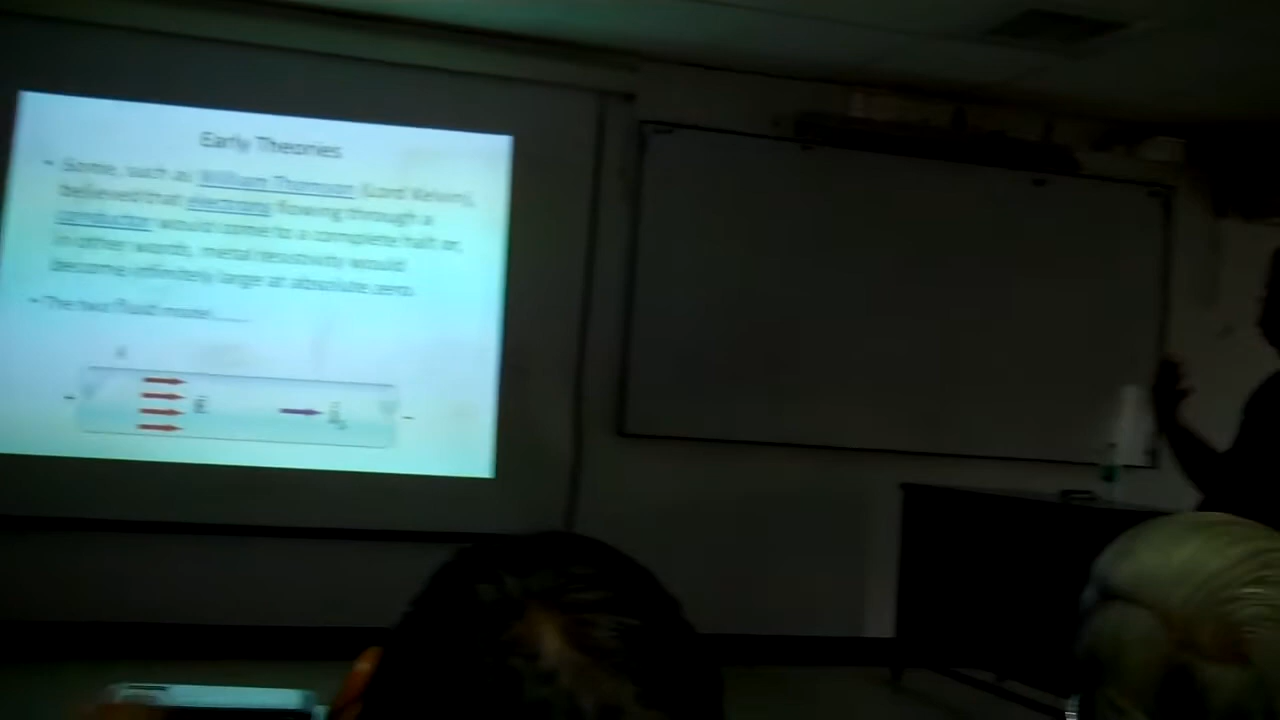 Early Theories
• Some, such as William Thomson (Lord Kelvin),
believed that electrons flowing through a
conductor would come to a complete halt or,
in other words, metal resistivity would
become infinitely large at absolute zero.
• The two fluid model......